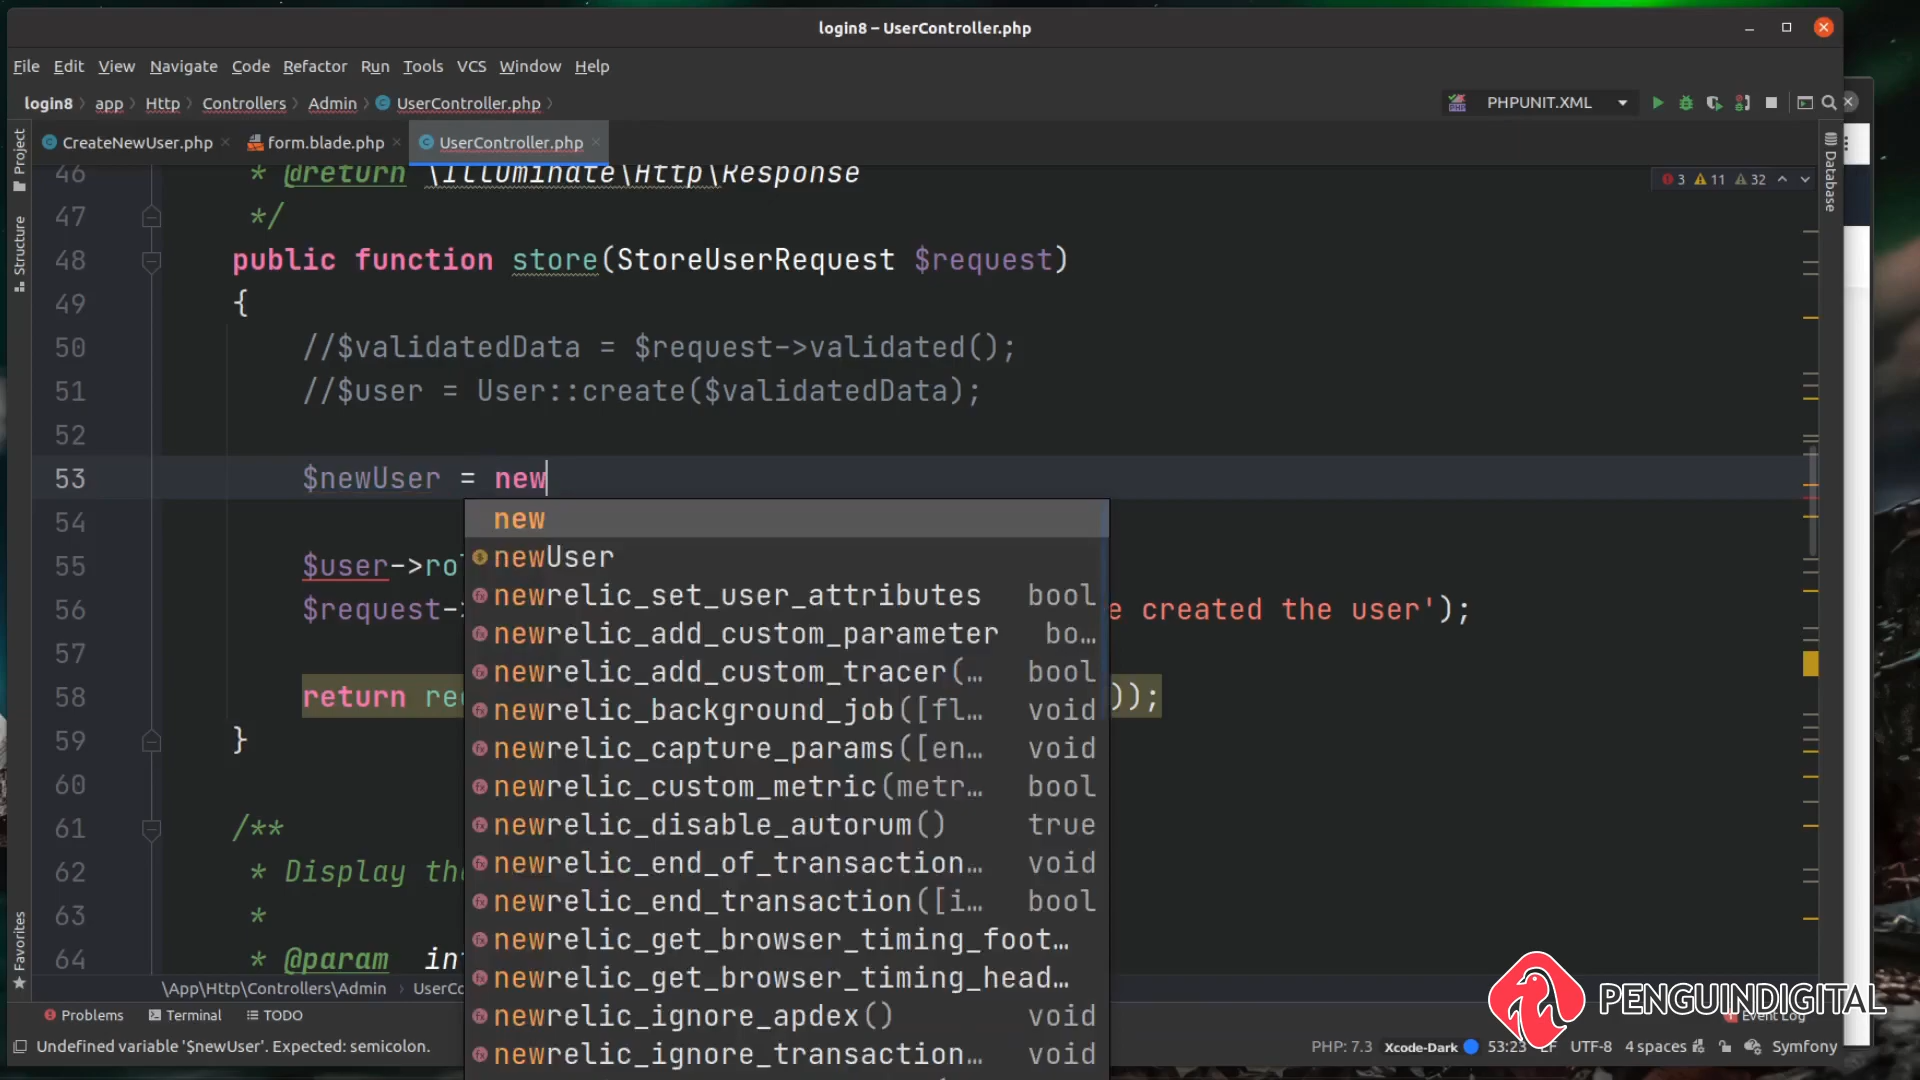 login8 – UserController.php
File Edit View Navigate Code Refactor Run Tools VCS Window Help
login8 app Http Controllers Admin UserController.php
PHPUNIT.XML
CreateNewUser.php form.blade.php UserController.php
3 11 32
Project
Structure
Favorites
Database
46 * @return \Illuminate\Http\Response
47 */
48 public function store(StoreUserRequest $request)
49 {
50 //$validatedData = $request->validated();
51 //$user = User::create($validatedData);
52
53 $newUser = new
54
55 $user->ro
56 $request- e created the user');
57
58 return re ));
59 }
60
61 /**
62 * Display th
63 *
64 * @param in
new
newUser
newrelic_set_user_attributes bool
newrelic_add_custom_parameter bo…
newrelic_add_custom_tracer(… bool
newrelic_background_job([fl… void
newrelic_capture_params([en… void
newrelic_custom_metric(metr… bool
newrelic_disable_autorum() true
newrelic_end_of_transaction… void
newrelic_end_transaction([i… bool
newrelic_get_browser_timing_foot…
newrelic_get_browser_timing_head…
newrelic_ignore_apdex() void
newrelic_ignore_transaction… void
\App\Http\Controllers\Admin UserCo
Problems Terminal TODO
Event Log
PENGUINDIGITAL
Undefined variable '$newUser'. Expected: semicolon.
PHP: 7.3 Xcode-Dark 53:23 LF UTF-8 4 spaces Symfony